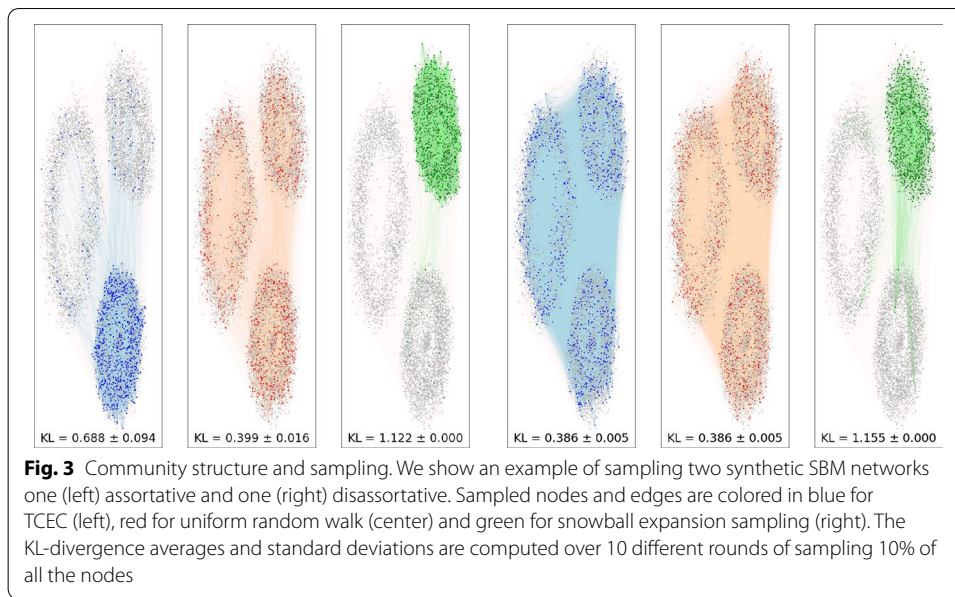 KL = 0.688 ± 0.094 KL = 0.399 ± 0.016 KL = 1.122 ± 0.000 KL = 0.386 ± 0.005 KL = 0.386 ± 0.005 KL = 1.155 ± 0.000
Fig. 3 Community structure and sampling. We show an example of sampling two synthetic SBM networks
one (left) assortative and one (right) disassortative. Sampled nodes and edges are colored in blue for
TCEC (left), red for uniform random walk (center) and green for snowball expansion sampling (right). The
KL-divergence averages and standard deviations are computed over 10 different rounds of sampling 10% of
all the nodes